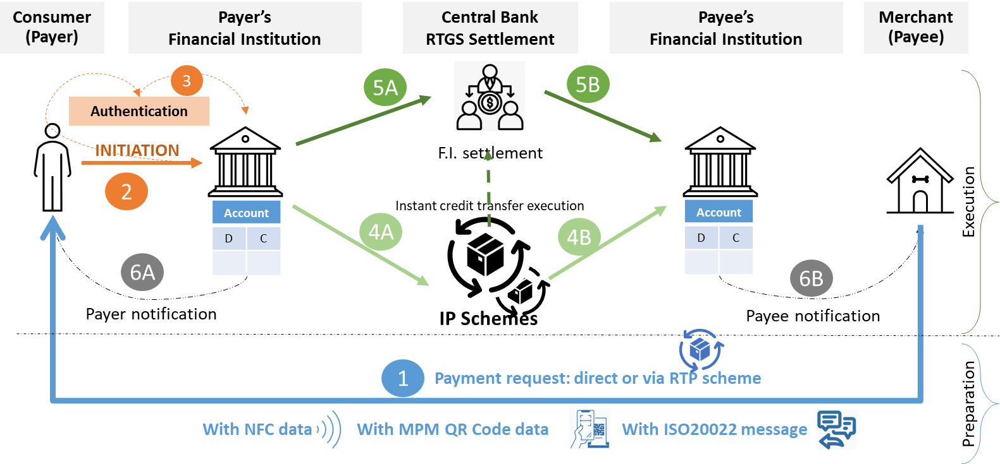 Consumer
(Payer)
Payer’s
Financial Institution
Central Bank
RTGS Settlement
Payee’s
Financial Institution
Merchant
(Payee)
3
5A
5B
Authentication
INITIATION
2
F.I. settlement
Instant credit transfer execution
Account
D C
4A
4B
Account
D C
6A
6B
Payer notification
IP Schemes
Payee notification
Execution
1
Payment request: direct or via RTP scheme
With NFC data
With MPM QR Code data
With ISO20022 message
Preparation